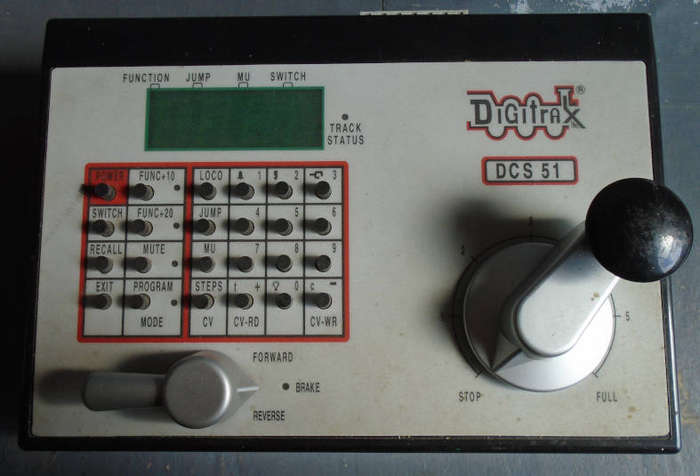 FUNCTION JUMP MU SWITCH
TRACK
STATUS
DiGitrax ®
DCS 51
POWER FUNC+10 LOCO 1 $ 2 3
SWITCH FUNC+20 JUMP 4 5 6
RECALL MUTE MU 7 8 9
EXIT PROGRAM STEPS t + 0 c -
MODE CV CV-RD CV-WR
FORWARD
BRAKE
REVERSE
2
5
STOP FULL